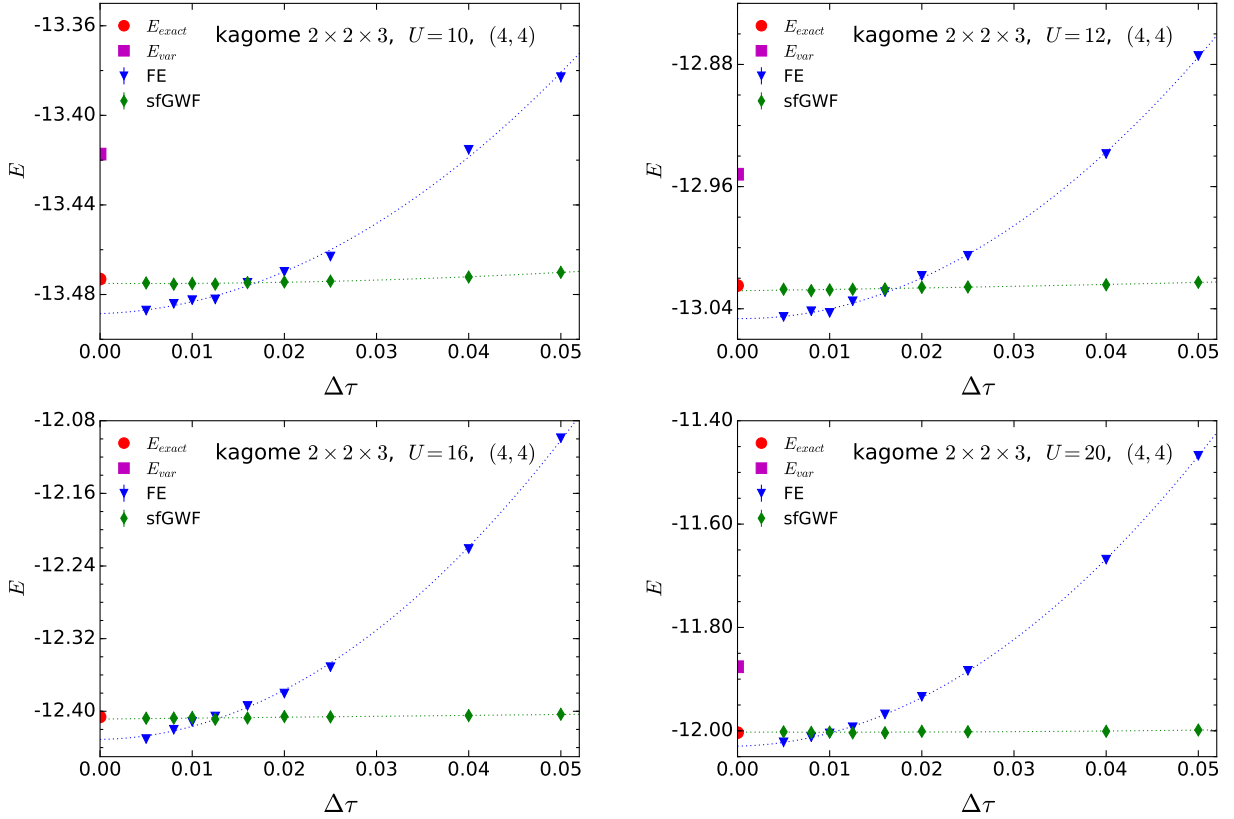 kagome 2 × 2 × 3, U = 10, (4, 4)
E_exact
E_var
FE
sfGWF
-13.36
-13.40
-13.44
-13.48
E
0.00 0.01 0.02 0.03 0.04 0.05
Δτ
kagome 2 × 2 × 3, U = 12, (4, 4)
E_exact
E_var
FE
sfGWF
-12.88
-12.96
-13.04
E
0.00 0.01 0.02 0.03 0.04 0.05
Δτ
kagome 2 × 2 × 3, U = 16, (4, 4)
E_exact
E_var
FE
sfGWF
-12.08
-12.16
-12.24
-12.32
-12.40
E
0.00 0.01 0.02 0.03 0.04 0.05
Δτ
kagome 2 × 2 × 3, U = 20, (4, 4)
E_exact
E_var
FE
sfGWF
-11.40
-11.60
-11.80
-12.00
E
0.00 0.01 0.02 0.03 0.04 0.05
Δτ